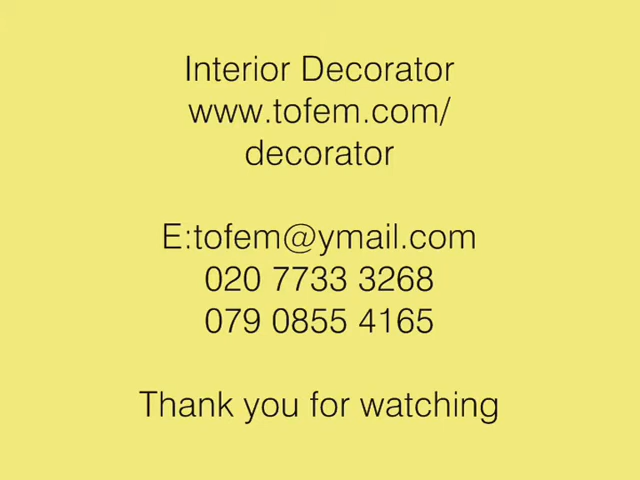 Interior Decorator
www.tofem.com/
decorator
E:tofem@ymail.com
020 7733 3268
079 0855 4165
Thank you for watching